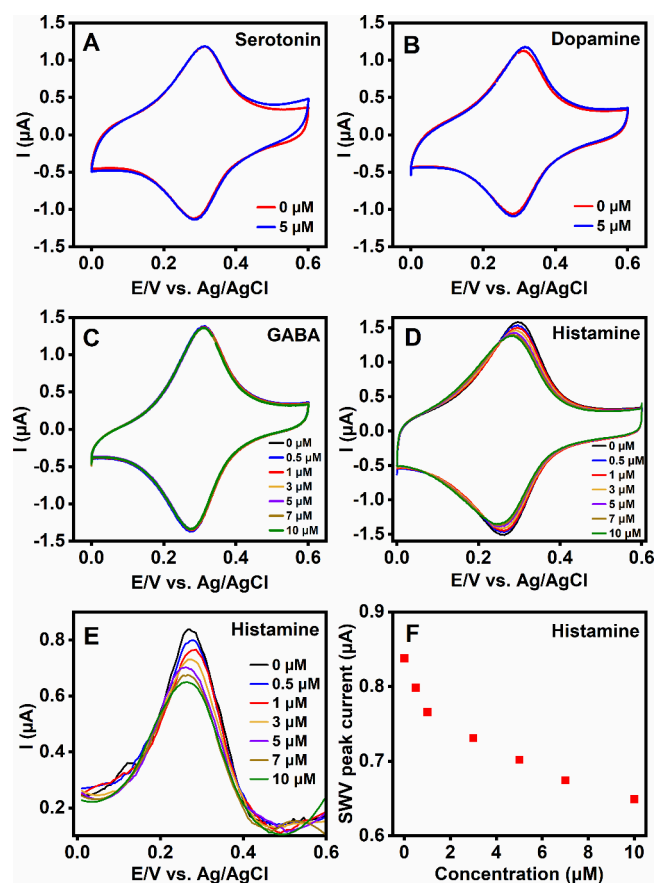 A Serotonin
I (µA)
1.5
1.0
0.5
0.0
-0.5
-1.0
-1.5
0 µM
5 µM
0.0 0.2 0.4 0.6
E/V vs. Ag/AgCl
B Dopamine
I (µA)
1.5
1.0
0.5
0.0
-0.5
-1.0
-1.5
0 µM
5 µM
0.0 0.2 0.4 0.6
E/V vs. Ag/AgCl
C GABA
I (µA)
1.5
1.0
0.5
0.0
-0.5
-1.0
-1.5
0 µM
0.5 µM
1 µM
3 µM
5 µM
7 µM
10 µM
0.0 0.2 0.4 0.6
E/V vs. Ag/AgCl
D Histamine
I (µA)
1.5
1.0
0.5
0.0
-0.5
-1.0
-1.5
0 µM
0.5 µM
1 µM
3 µM
5 µM
7 µM
10 µM
0.0 0.2 0.4 0.6
E/V vs. Ag/AgCl
E Histamine
I (µA)
0.8
0.6
0.4
0.2
0 µM
0.5 µM
1 µM
3 µM
5 µM
7 µM
10 µM
0.0 0.2 0.4 0.6
E/V vs. Ag/AgCl
F Histamine
SWV peak current (µA)
0.9
0.8
0.7
0.6
0 2 4 6 8 10
Concentration (µM)